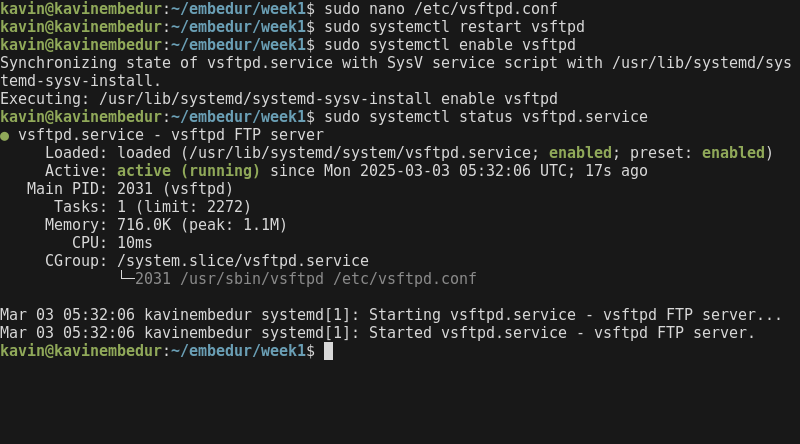 kavin@kavinembedur:~/embedur/week1$ sudo nano /etc/vsftpd.conf
kavin@kavinembedur:~/embedur/week1$ sudo systemctl restart vsftpd
kavin@kavinembedur:~/embedur/week1$ sudo systemctl enable vsftpd
Synchronizing state of vsftpd.service with SysV service script with /usr/lib/systemd/sys
temd-sysv-install.
Executing: /usr/lib/systemd/systemd-sysv-install enable vsftpd
kavin@kavinembedur:~/embedur/week1$ sudo systemctl status vsftpd.service
● vsftpd.service - vsftpd FTP server
     Loaded: loaded (/usr/lib/systemd/system/vsftpd.service; enabled; preset: enabled)
     Active: active (running) since Mon 2025-03-03 05:32:06 UTC; 17s ago
   Main PID: 2031 (vsftpd)
      Tasks: 1 (limit: 2272)
     Memory: 716.0K (peak: 1.1M)
        CPU: 10ms
     CGroup: /system.slice/vsftpd.service
             └─2031 /usr/sbin/vsftpd /etc/vsftpd.conf

Mar 03 05:32:06 kavinembedur systemd[1]: Starting vsftpd.service - vsftpd FTP server...
Mar 03 05:32:06 kavinembedur systemd[1]: Started vsftpd.service - vsftpd FTP server.
kavin@kavinembedur:~/embedur/week1$